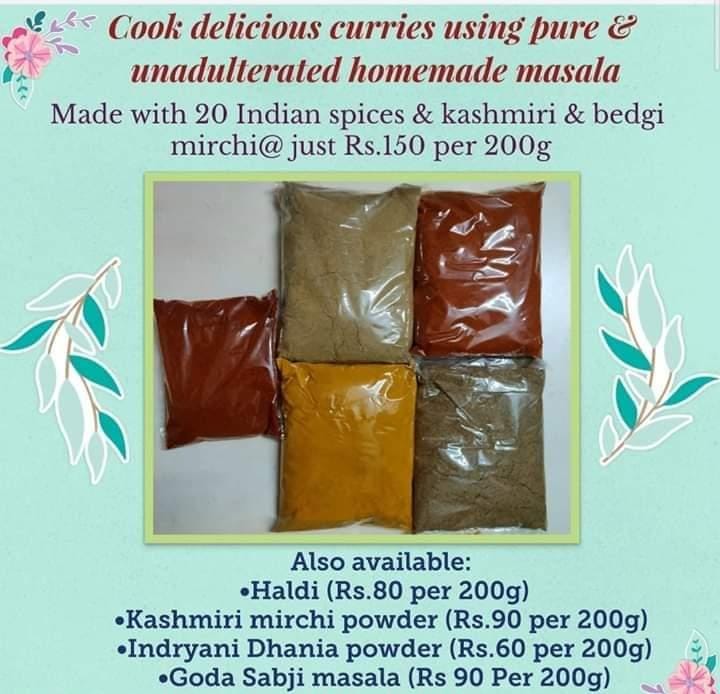 Cook delicious curries using pure &
unadulterated homemade masala
Made with 20 Indian spices & kashmiri & bedgi
mirchi@ just Rs.150 per 200g
Also available:
•Haldi (Rs.80 per 200g)
•Kashmiri mirchi powder (Rs.90 per 200g)
•Indryani Dhania powder (Rs.60 per 200g)
•Goda Sabji masala (Rs 90 Per 200g)